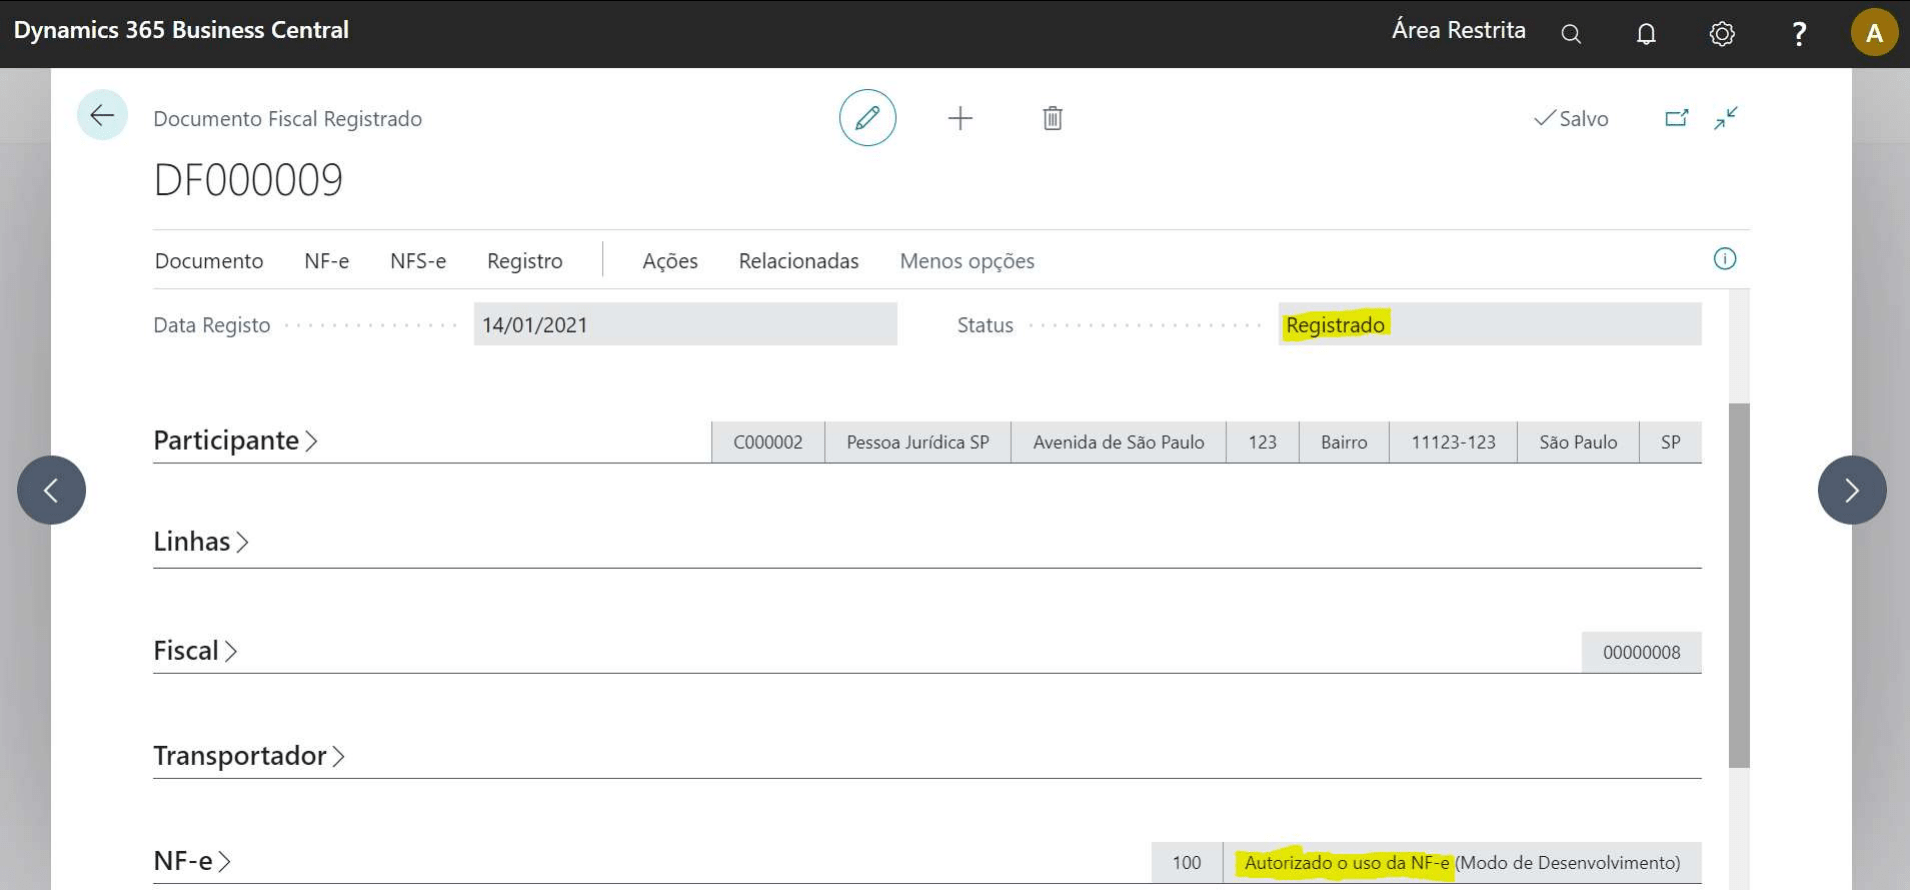 Dynamics 365 Business Central
Área Restrita
?
A
Documento Fiscal Registrado
Salvo
DF000009
Documento NF-e NFS-e Registro Ações Relacionadas Menos opções
Data Registo 14/01/2021 Status Registrado
Participante C000002 Pessoa Jurídica SP Avenida de São Paulo 123 Bairro 11123-123 São Paulo SP
Linhas
Fiscal 00000008
Transportador
NF-e 100 Autorizado o uso da NF-e (Modo de Desenvolvimento)